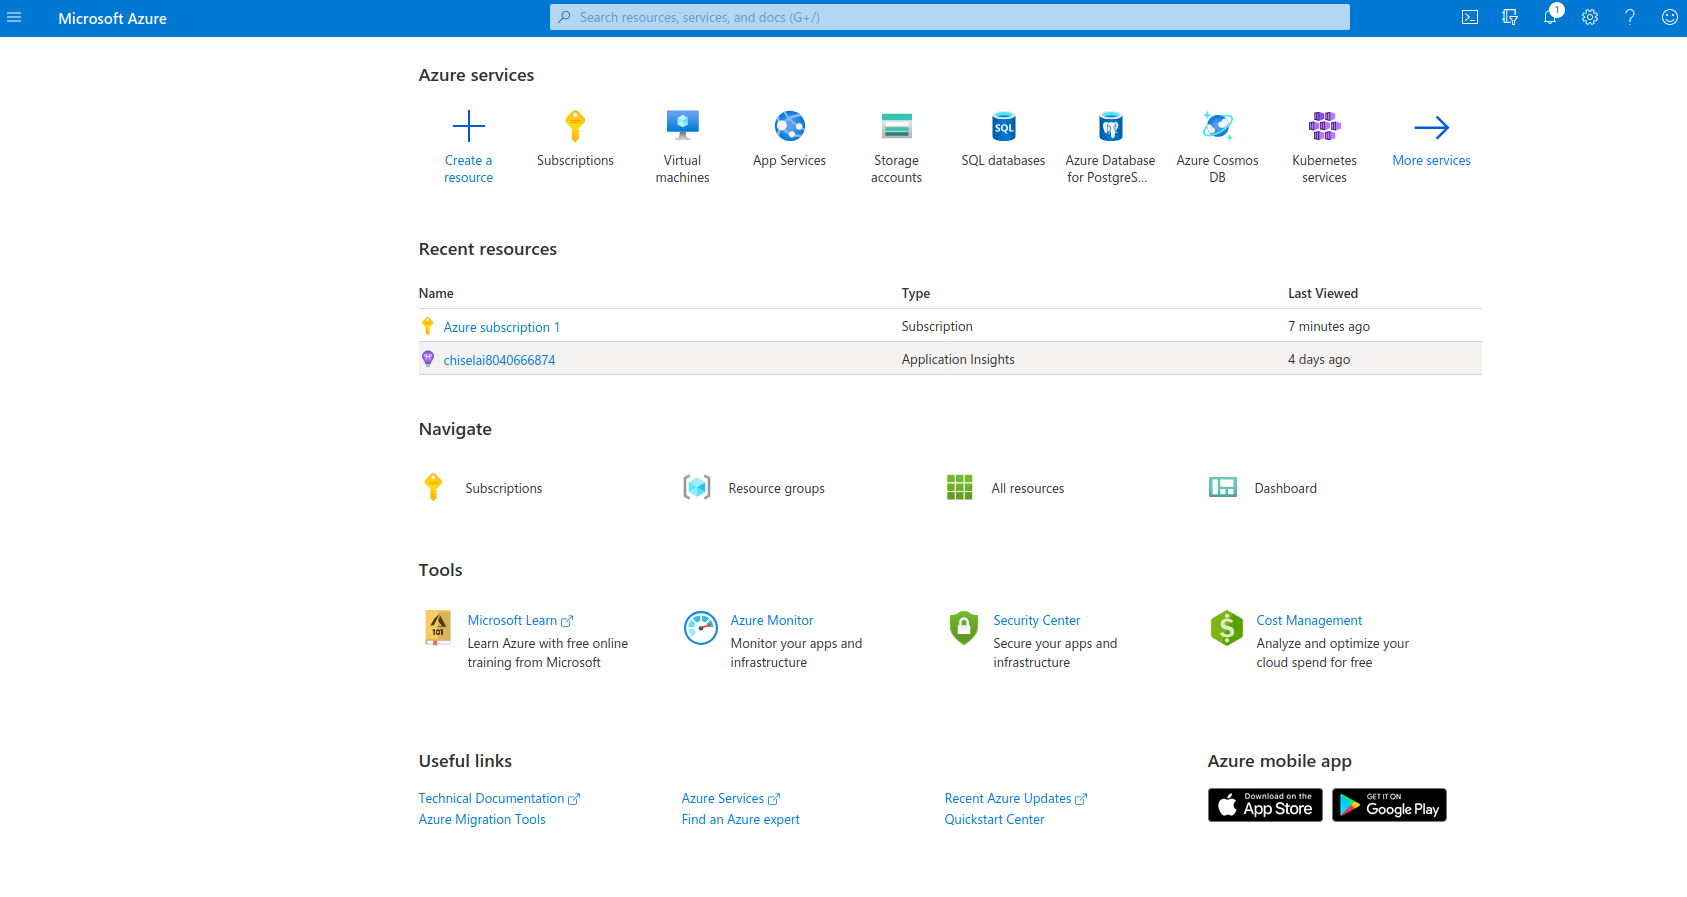 Microsoft Azure
Search resources, services, and docs (G+/)
1
Azure services
Create a resource
Subscriptions
Virtual machines
App Services
Storage accounts
SQL
SQL databases
Azure Database for PostgreS...
Azure Cosmos DB
Kubernetes services
More services
Recent resources
Name Type Last Viewed
Azure subscription 1 Subscription 7 minutes ago
chiselai8040666874 Application Insights 4 days ago
Navigate
Subscriptions Resource groups All resources Dashboard
Tools
101
Microsoft Learn
Learn Azure with free online
training from Microsoft
Azure Monitor
Monitor your apps and
infrastructure
Security Center
Secure your apps and
infrastructure
$
Cost Management
Analyze and optimize your
cloud spend for free
Useful links
Technical Documentation
Azure Migration Tools
Azure Services
Find an Azure expert
Recent Azure Updates
Quickstart Center
Azure mobile app
Download on the
App Store
GET IT ON
Google Play